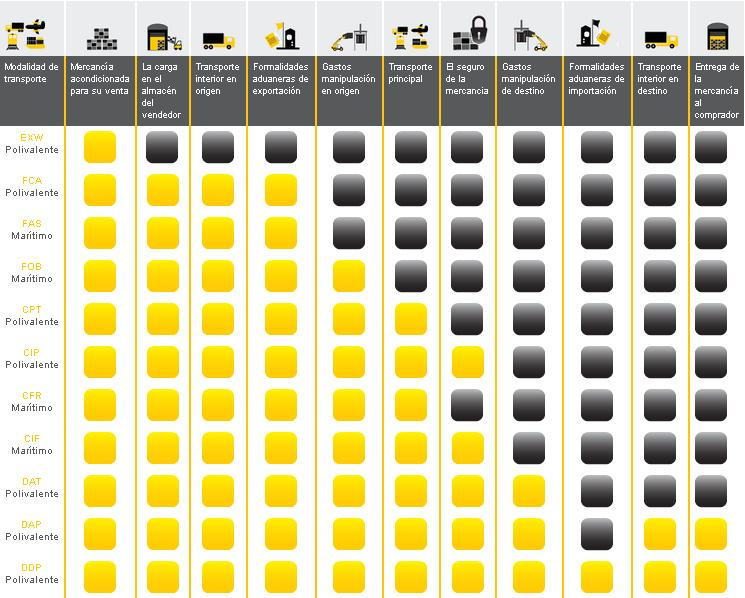 Modalidad de
transporte
Mercancía
acondicionada
para su venta
La carga
en el
almacén
del
vendedor
Transporte
interior en
origen
Formalidades
aduaneras de
exportación
Gastos
manipulación
en origen
Transporte
principal
El seguro
de la
mercancia
Gastos
manipulación
de destino
Formalidades
aduaneras de
importación
Transporte
interior en
destino
Entrega de
la
mercancía
al
comprador
EXW
Polivalente
FCA
Polivalente
FAS
Marítimo
FOB
Marítimo
CPT
Polivalente
CIP
Polivalente
CFR
Marítimo
CIF
Marítimo
DAT
Polivalente
DAP
Polivalente
DDP
Polivalente